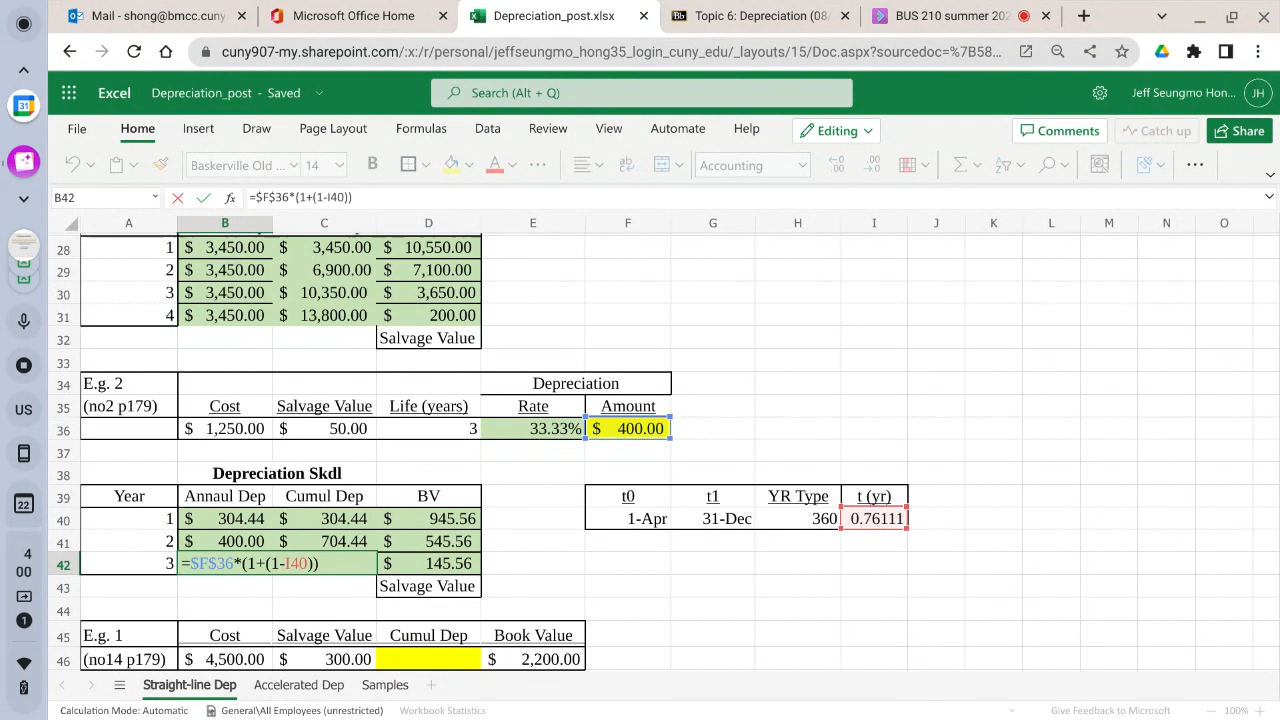 Mail - shong@bmcc.cuny
Microsoft Office Home
Depreciation_post.xlsx
Bb Topic 6: Depreciation (08/
BUS 210 summer 202
cuny907-my.sharepoint.com/:x:/r/personal/jeffseungmo_hong35_login_cuny_edu/_layouts/15/Doc.aspx?sourcedoc=%7B58...
Excel Depreciation_post - Saved Search (Alt + Q) Jeff Seungmo Hon... JH
31
File Home Insert Draw Page Layout Formulas Data Review View Automate Help Editing Comments Catch up Share
Baskerville Old ... 14 B A Accounting
B42 fx =$F$36*(1+(1-I40))
A B C D E F G H I J K L M N O
28 1 $ 3,450.00 $ 3,450.00 $ 10,550.00
29 2 $ 3,450.00 $ 6,900.00 $ 7,100.00
30 3 $ 3,450.00 $ 10,350.00 $ 3,650.00
31 4 $ 3,450.00 $ 13,800.00 $ 200.00
32 Salvage Value
33
34 E.g. 2 Depreciation
35 (no2 p179) Cost Salvage Value Life (years) Rate Amount
36 $ 1,250.00 $ 50.00 3 33.33% $ 400.00
37
38 Depreciation Skdl
39 Year Annaul Dep Cumul Dep BV t0 t1 YR Type t (yr)
40 1 $ 304.44 $ 304.44 $ 945.56 1-Apr 31-Dec 360 0.76111
41 2 $ 400.00 $ 704.44 $ 545.56
42 3 =$F$36*(1+(1-I40)) $ 145.56
43 Salvage Value
44
45 E.g. 1 Cost Salvage Value Cumul Dep Book Value
46 (no14 p179) $ 4,500.00 $ 300.00 $ 2,200.00
US
22
4
00
1
Straight-line Dep Accelerated Dep Samples
Calculation Mode: Automatic General\All Employees (unrestricted) Workbook Statistics Give Feedback to Microsoft 100%